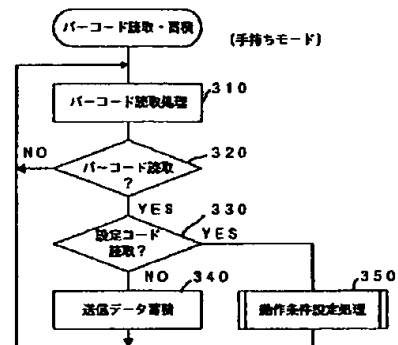 バーコード読取・蓄積
(手持ちモード)
バーコード読取処理
310
バーコード読取
?
320
NO
YES
設定コード
読取?
330
YES
NO
送信データ蓄積
340
動作条件設定処理
350